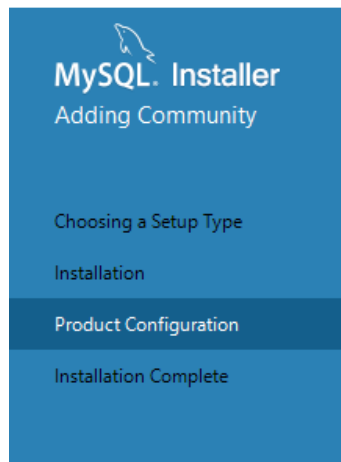 MySQL. Installer
Adding Community
Choosing a Setup Type
Installation
Product Configuration
Installation Complete